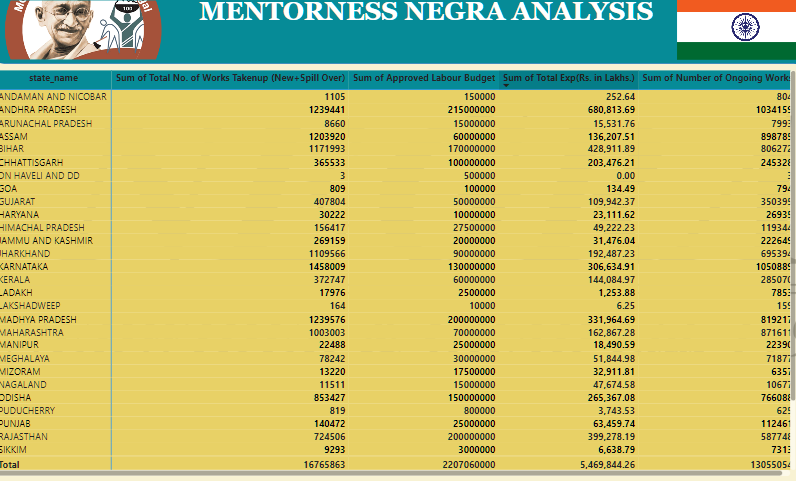 MENTORNESS NEGRA ANALYSIS
state_name Sum of Total No. of Works Takenup (New+Spill Over) Sum of Approved Labour Budget Sum of Total Exp(Rs. in Lakhs.) Sum of Number of Ongoing Work
ANDAMAN AND NICOBAR 1105 150000 252.64 804
ANDHRA PRADESH 1239441 215000000 680,813.69 1034159
ARUNACHAL PRADESH 8660 15000000 15,531.76 7993
ASSAM 1203920 60000000 136,207.51 898789
BIHAR 1171993 170000000 428,911.89 806272
CHHATTISGARH 365533 100000000 203,476.21 245328
DN HAVELI AND DD 3 500000 0.00 3
GOA 809 100000 134.49 794
GUJARAT 407804 50000000 109,942.37 350399
HARYANA 30222 10000000 23,111.62 26935
HIMACHAL PRADESH 156417 27500000 49,222.23 119344
JAMMU AND KASHMIR 269159 20000000 31,476.04 222649
JHARKHAND 1109566 90000000 192,487.23 695394
KARNATAKA 1458009 130000000 306,634.91 1050889
KERALA 372747 60000000 144,084.97 285070
LADAKH 17976 2500000 1,253.88 7853
LAKSHADWEEP 164 10000 6.25 159
MADHYA PRADESH 1239576 200000000 331,964.69 819217
MAHARASHTRA 1003003 70000000 162,867.28 871611
MANIPUR 22488 25000000 18,490.59 22390
MEGHALAYA 78242 30000000 51,844.98 71877
MIZORAM 13220 17500000 32,911.81 6357
NAGALAND 11511 15000000 47,674.58 10677
ODISHA 853427 150000000 265,367.08 766088
PUDUCHERRY 819 800000 3,743.53 625
PUNJAB 140472 25000000 63,459.74 112461
RAJASTHAN 724506 200000000 399,278.19 587748
SIKKIM 9293 3000000 6,638.79 7313
Total 16765863 2207060000 5,469,844.26 13055054